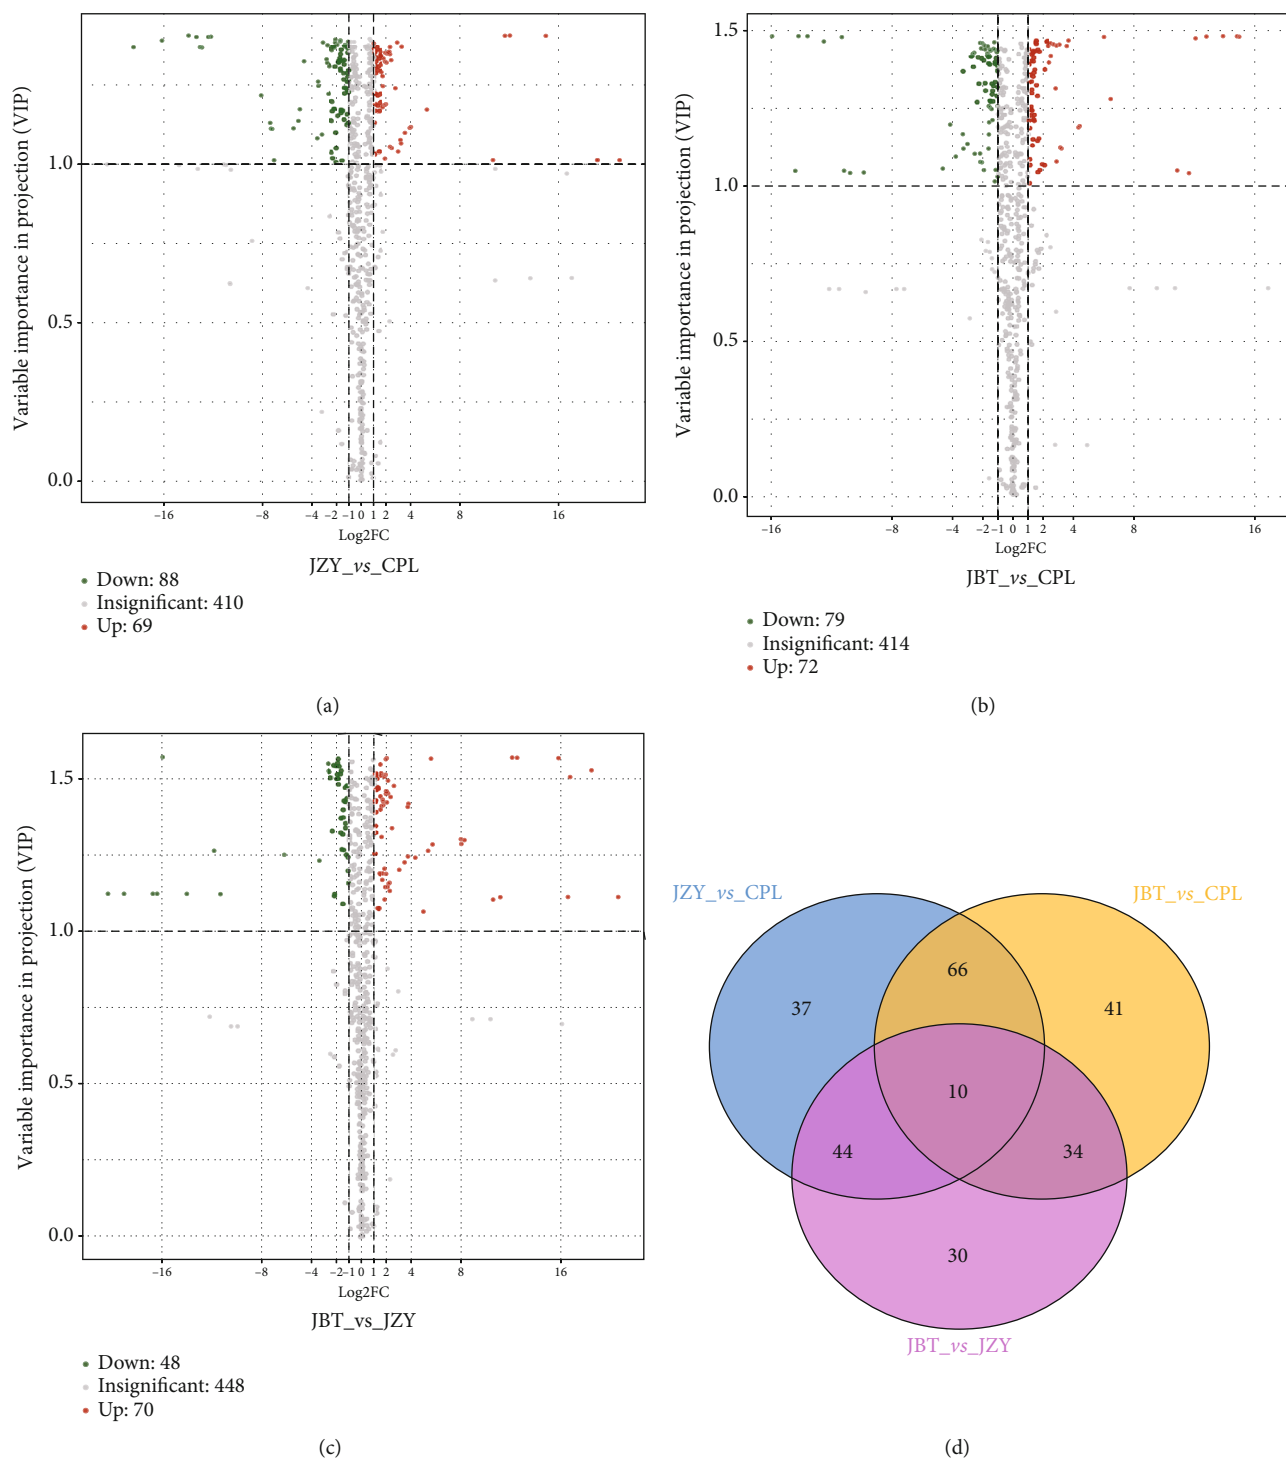 Variable importance in projection (VIP)
1.0
0.5
0.0
−16 −8 −4 −2 −1 0 1 2 4 8 16
Log2FC
JZY_vs_CPL
Down: 88
Insignificant: 410
Up: 69
(a)
Variable importance in projection (VIP)
1.5
1.0
0.5
0.0
−16 −8 −4 −2 −1 0 1 2 4 8 16
Log2FC
JBT_vs_CPL
Down: 79
Insignificant: 414
Up: 72
(b)
Variable importance in projection (VIP)
1.5
1.0
0.5
0.0
−16 −8 −4 −2 −1 0 1 2 4 8 16
Log2FC
JBT_vs_JZY
Down: 48
Insignificant: 448
Up: 70
(c)
JZY_vs_CPL
JBT_vs_CPL
66
37
41
10
44
34
30
JBT_vs_JZY
(d)